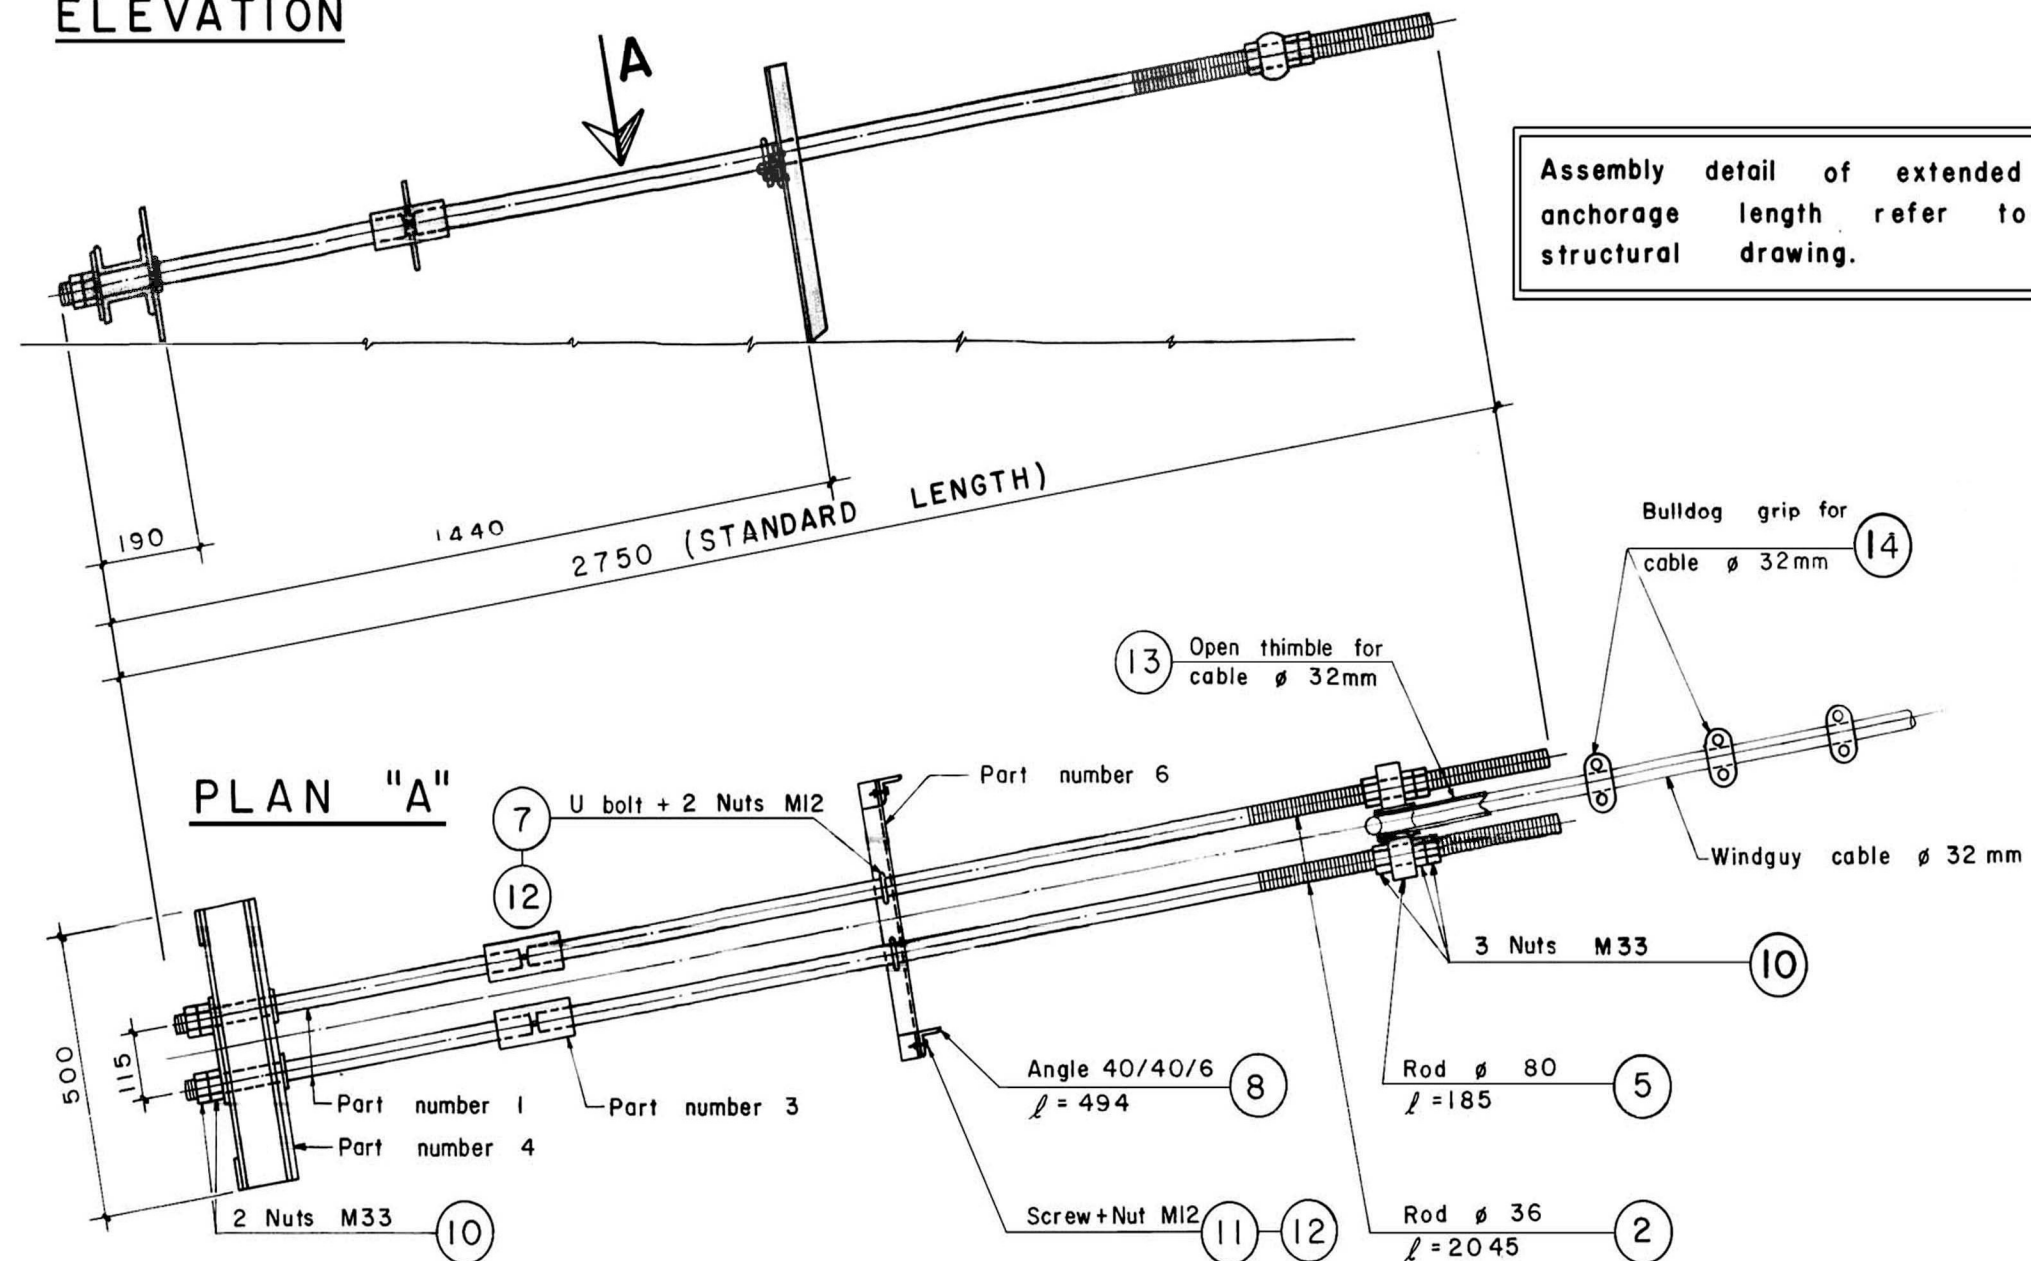 ELEVATION
A
Assembly detail of extended
anchorage length refer to
structural drawing.
190
1440
2750 (STANDARD LENGTH)
Bulldog grip for
cable ø 32mm
14
13
Open thimble for
cable ø 32mm
PLAN "A"
7
U bolt + 2 Nuts M12
12
Part number 6
Windguy cable ø 32 mm
3 Nuts M33
10
500
115
Part number 1
Part number 3
Part number 4
Angle 40/40/6
ℓ = 494
8
Rod ø 80
ℓ =185
5
2 Nuts M33
10
Screw+Nut M12
11
12
Rod ø 36
ℓ =2045
2